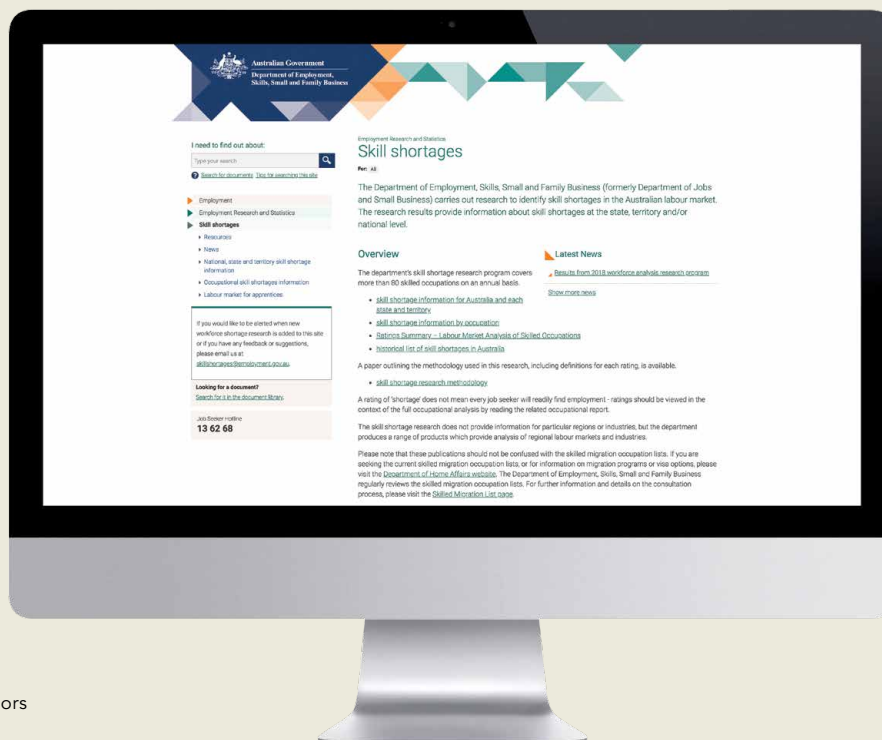 Australian Government
Department of Employment,
Skills, Small and Family Business
I need to find out about:
Type your search
Search for documents Tips for searching this site
Employment
Employment Research and Statistics
Skill shortages
Resources
News
National, state and territory skill shortage
information
Occupational skill shortages information
Labour market for apprentices
If you would like to be alerted when new
workforce shortage research is added to this site
or if you have any feedback or suggestions,
please email us at
skillshortages@employment.gov.au.
Looking for a document?
Search for it in the document library.
Job Seeker Hotline
13 62 68
Employment Research and Statistics
Skill shortages
For: All
The Department of Employment, Skills, Small and Family Business (formerly Department of Jobs
and Small Business) carries out research to identify skill shortages in the Australian labour market.
The research results provide information about skill shortages at the state, territory and/or
national level.
Overview
The department's skill shortage research program covers
more than 80 skilled occupations on an annual basis.
skill shortage information for Australia and each
state and territory
skill shortage information by occupation
Ratings Summary – Labour Market Analysis of Skilled Occupations
historical list of skill shortages in Australia
Latest News
Results from 2018 workforce analysis research program
Show more news
A paper outlining the methodology used in this research, including definitions for each rating, is available.
skill shortage research methodology
A rating of 'shortage' does not mean every job seeker will readily find employment - ratings should be viewed in the
context of the full occupational analysis by reading the related occupational report.
The skill shortage research does not provide information for particular regions or industries, but the department
produces a range of products which provide analysis of regional labour markets and industries.
Please note that these publications should not be confused with the skilled migration occupation lists. If you are
seeking the current skilled migration occupation lists, or for information on migration programs or visa options, please
visit the Department of Home Affairs website. The Department of Employment, Skills, Small and Family Business
regularly reviews the skilled migration occupation lists. For further information and details on the consultation
process, please visit the Skilled Migration List page.
ors